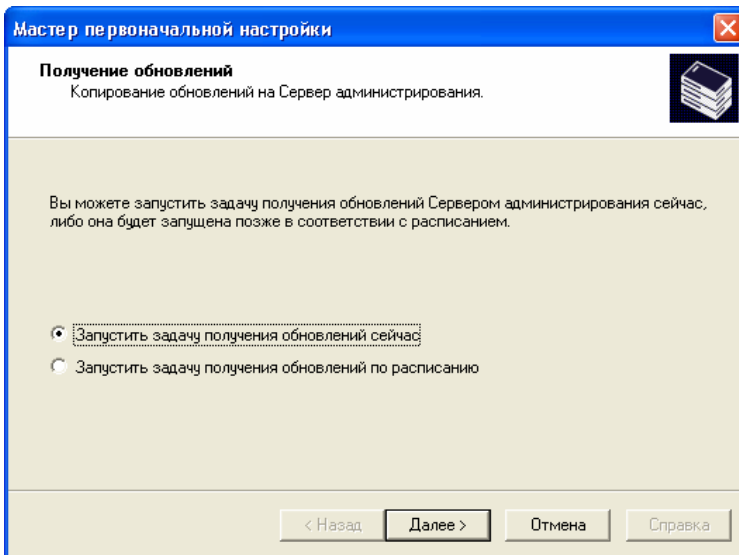 Мастер первоначальной настройки
Получение обновлений
Копирование обновлений на Сервер администрирования.
Вы можете запустить задачу получения обновлений Сервером администрирования сейчас,
либо она будет запущена позже в соответствии с расписанием.
Запустить задачу получения обновлений сейчас
Запустить задачу получения обновлений по расписанию
< Назад Далее > Отмена Справка